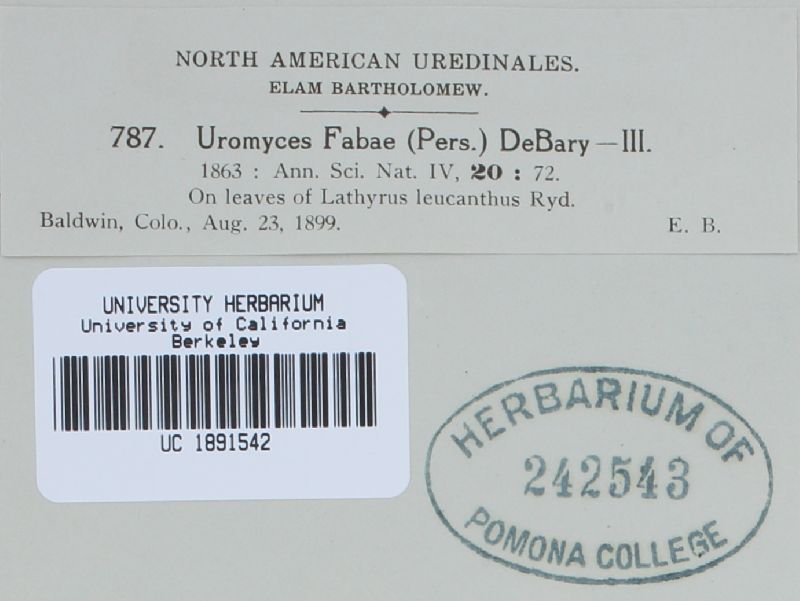 NORTH AMERICAN UREDINALES.
ELAM BARTHOLOMEW.
787. Uromyces Fabae (Pers.) DeBary—III.
1863 : Ann. Sci. Nat. IV, 20 : 72.
On leaves of Lathyrus leucanthus Ryd.
Baldwin, Colo., Aug. 23, 1899. E. B.
UNIVERSITY HERBARIUM
University of California
Berkeley
UC 1891542
HERBARIUM OF
242543
POMONA COLLEGE